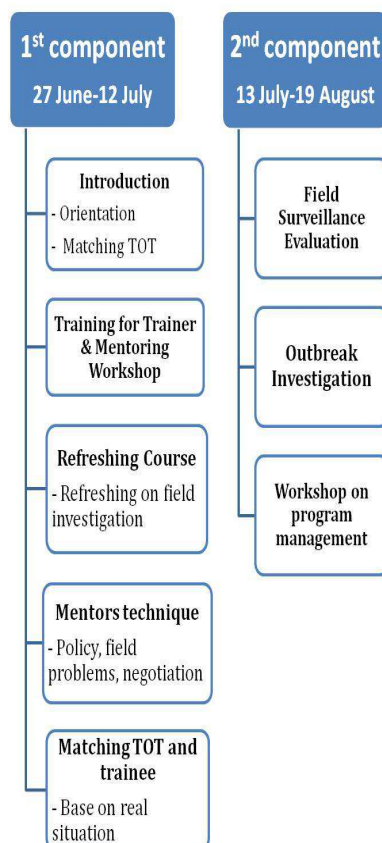 1st component
27 June-12 July
Introduction
- Orientation
- Matching TOT
Training for Trainer
& Mentoring
Workshop
Refreshing Course
- Refreshing on field
investigation
Mentors technique
- Policy, field
problems, negotiation
Matching TOT and
trainee
- Base on real
situation
2nd component
13 July-19 August
Field
Surveillance
Evaluation
Outbreak
Investigation
Workshop on
program
management